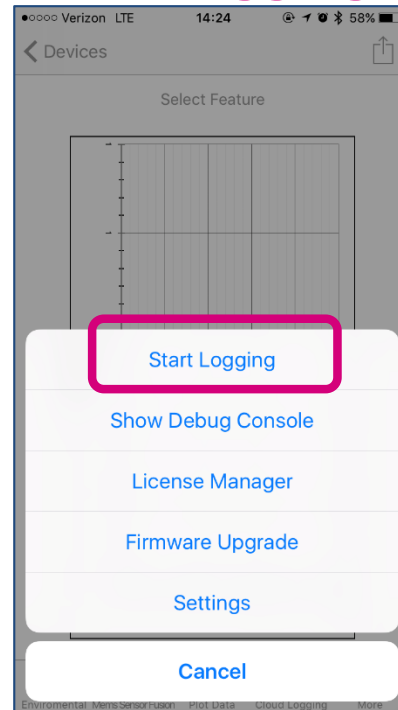 Verizon LTE 14:24 58%
Devices
Select Feature
Start Logging
Show Debug Console
License Manager
Firmware Upgrade
Settings
Cancel
Enviromental Mems Sensor Fusion Plot Data Cloud Logging More